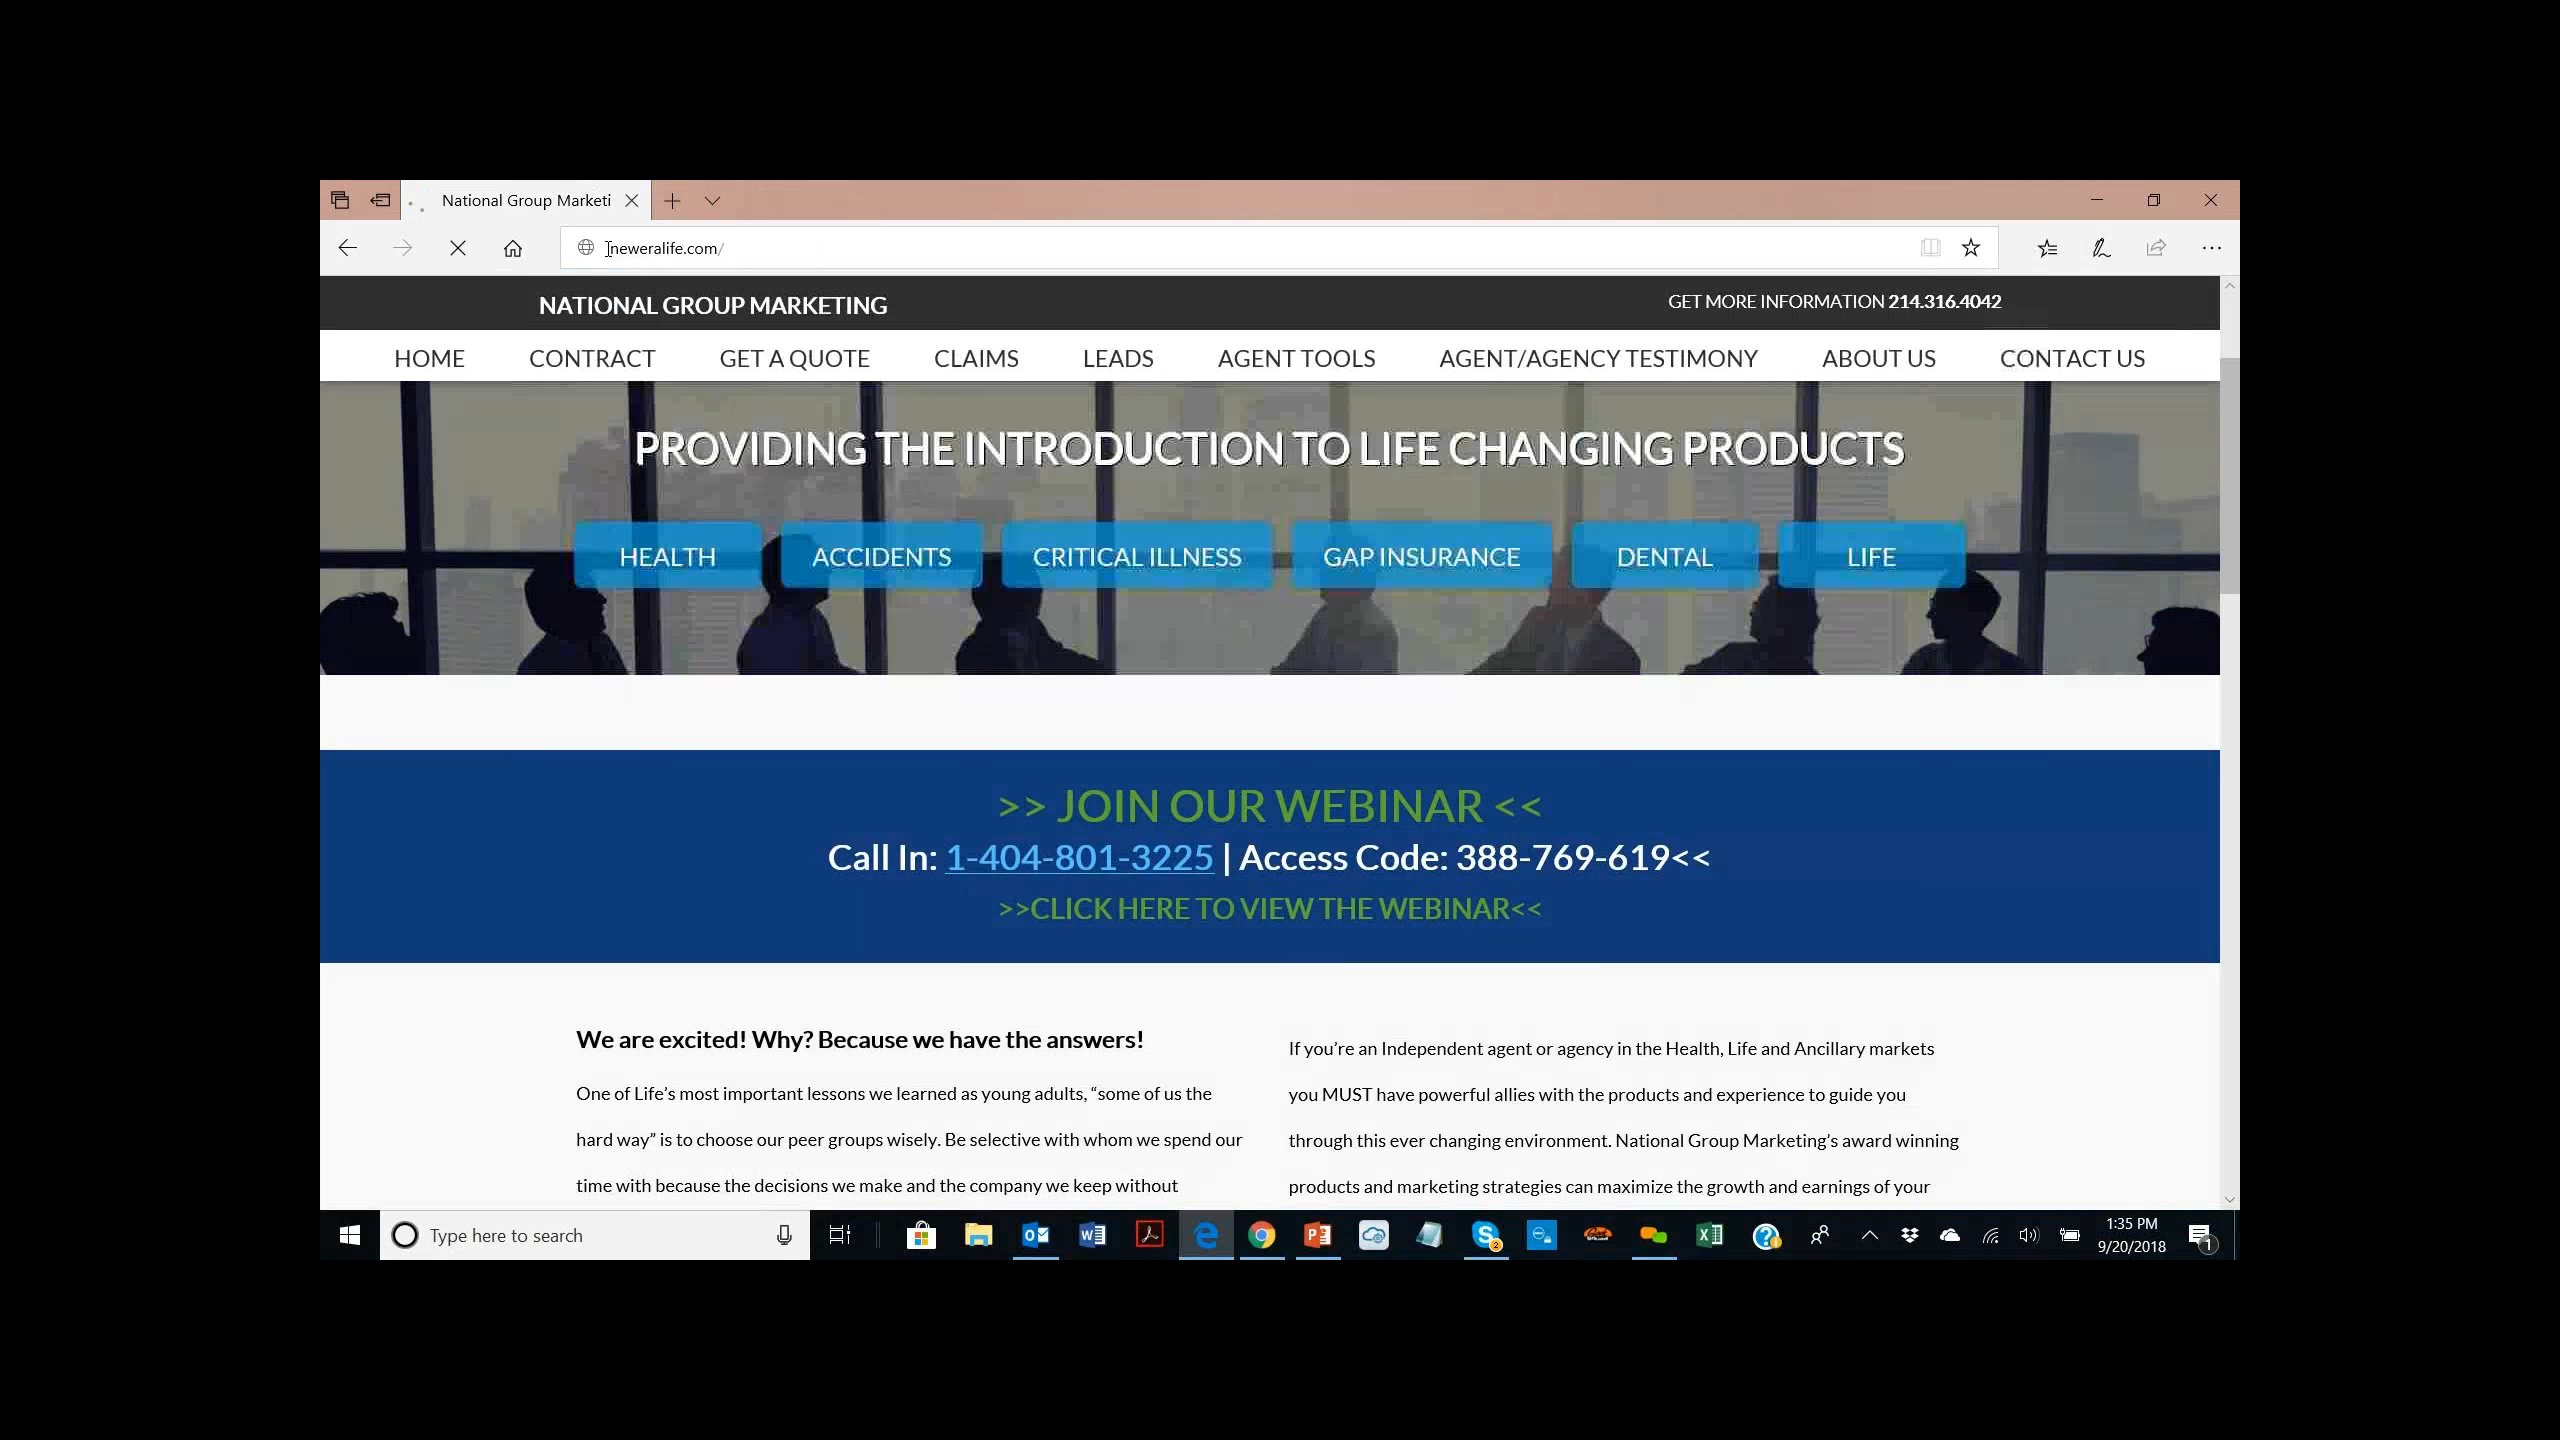 National Group Marketi
neweralife.com/
NATIONAL GROUP MARKETING
GET MORE INFORMATION 214.316.4042
HOME CONTRACT GET A QUOTE CLAIMS LEADS AGENT TOOLS AGENT/AGENCY TESTIMONY ABOUT US CONTACT US
PROVIDING THE INTRODUCTION TO LIFE CHANGING PRODUCTS
HEALTH ACCIDENTS CRITICAL ILLNESS GAP INSURANCE DENTAL LIFE
>> JOIN OUR WEBINAR <<
Call In: 1-404-801-3225 | Access Code: 388-769-619<<
>>CLICK HERE TO VIEW THE WEBINAR<<
We are excited! Why? Because we have the answers!
One of Life’s most important lessons we learned as young adults, “some of us the
hard way” is to choose our peer groups wisely. Be selective with whom we spend our
time with because the decisions we make and the company we keep without
If you’re an Independent agent or agency in the Health, Life and Ancillary markets
you MUST have powerful allies with the products and experience to guide you
through this ever changing environment. National Group Marketing’s award winning
products and marketing strategies can maximize the growth and earnings of your
Type here to search
1:35 PM
9/20/2018
1